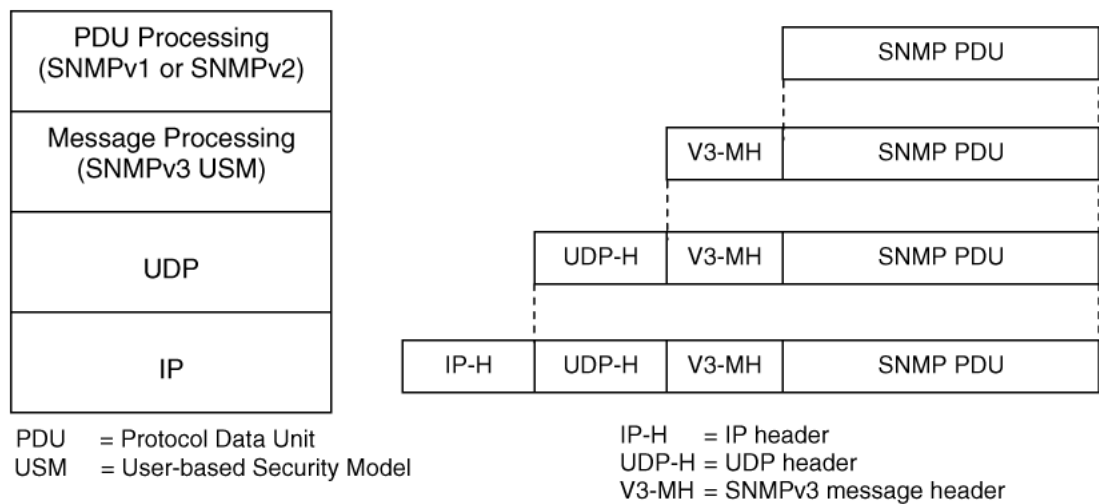 PDU Processing
(SNMPv1 or SNMPv2)
SNMP PDU
Message Processing
(SNMPv3 USM)
V3-MH SNMP PDU
UDP
UDP-H V3-MH SNMP PDU
IP
IP-H UDP-H V3-MH SNMP PDU
PDU = Protocol Data Unit
USM = User-based Security Model
IP-H = IP header
UDP-H = UDP header
V3-MH = SNMPv3 message header